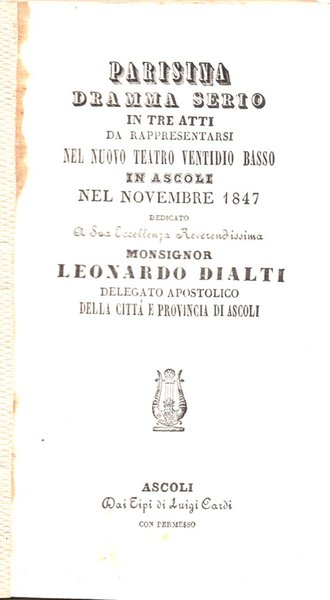 PARISINA
DRAMMA SERIO
IN TRE ATTI
DA RAPPRESENTARSI
NEL NUOVO TEATRO VENTIDIO BASSO
IN ASCOLI
NEL NOVEMBRE 1847
DEDICATO
A Sua Eccellenza Reverendissima
MONSIGNOR
LEONARDO DIALTI
DELEGATO APOSTOLICO
DELLA CITTÁ E PROVINCIA DI ASCOLI
ASCOLI
Dai Tipi di Luigi Cardi
CON PERMESSO